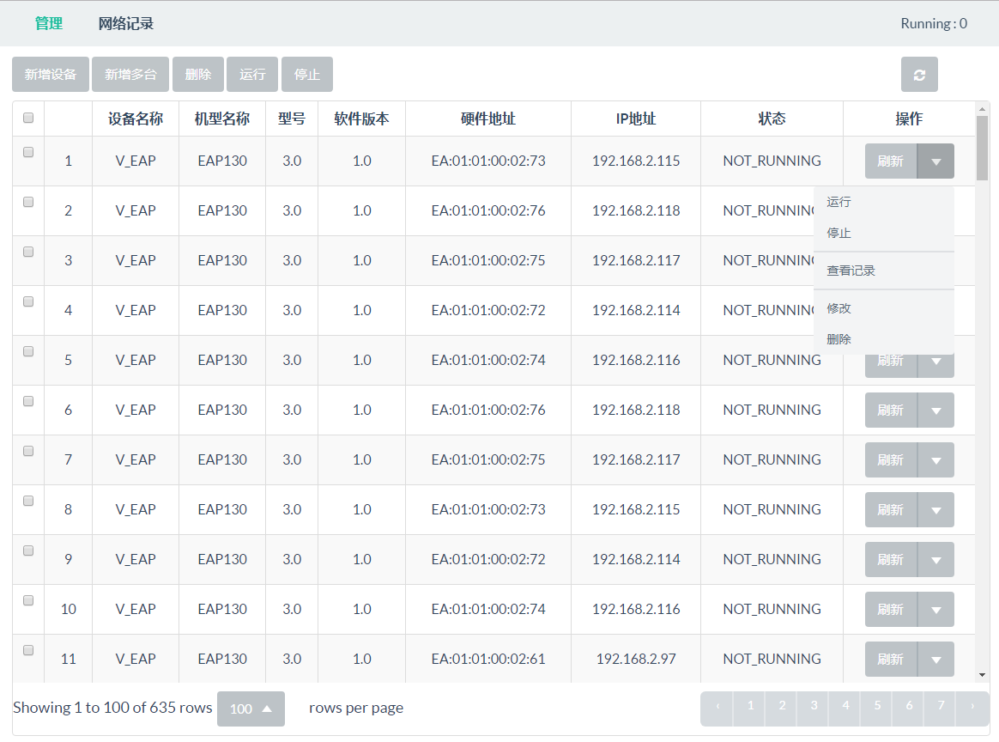 管理 网络记录 Running : 0
新增设备 新增多台 删除 运行 停止
设备名称 机型名称 型号 软件版本 硬件地址 IP地址 状态 操作
1 V_EAP EAP130 3.0 1.0 EA:01:01:00:02:73 192.168.2.115 NOT_RUNNING 刷新
2 V_EAP EAP130 3.0 1.0 EA:01:01:00:02:76 192.168.2.118 NOT_RUNNING 运行
停止
3 V_EAP EAP130 3.0 1.0 EA:01:01:00:02:75 192.168.2.117 NOT_RUNNING 查看记录
4 V_EAP EAP130 3.0 1.0 EA:01:01:00:02:72 192.168.2.114 NOT_RUNNING 修改
删除
5 V_EAP EAP130 3.0 1.0 EA:01:01:00:02:74 192.168.2.116 NOT_RUNNING 刷新
6 V_EAP EAP130 3.0 1.0 EA:01:01:00:02:76 192.168.2.118 NOT_RUNNING 刷新
7 V_EAP EAP130 3.0 1.0 EA:01:01:00:02:75 192.168.2.117 NOT_RUNNING 刷新
8 V_EAP EAP130 3.0 1.0 EA:01:01:00:02:73 192.168.2.115 NOT_RUNNING 刷新
9 V_EAP EAP130 3.0 1.0 EA:01:01:00:02:72 192.168.2.114 NOT_RUNNING 刷新
10 V_EAP EAP130 3.0 1.0 EA:01:01:00:02:74 192.168.2.116 NOT_RUNNING 刷新
11 V_EAP EAP130 3.0 1.0 EA:01:01:00:02:61 192.168.2.97 NOT_RUNNING 刷新
Showing 1 to 100 of 635 rows 100 rows per page ‹ 1 2 3 4 5 6 7 ›